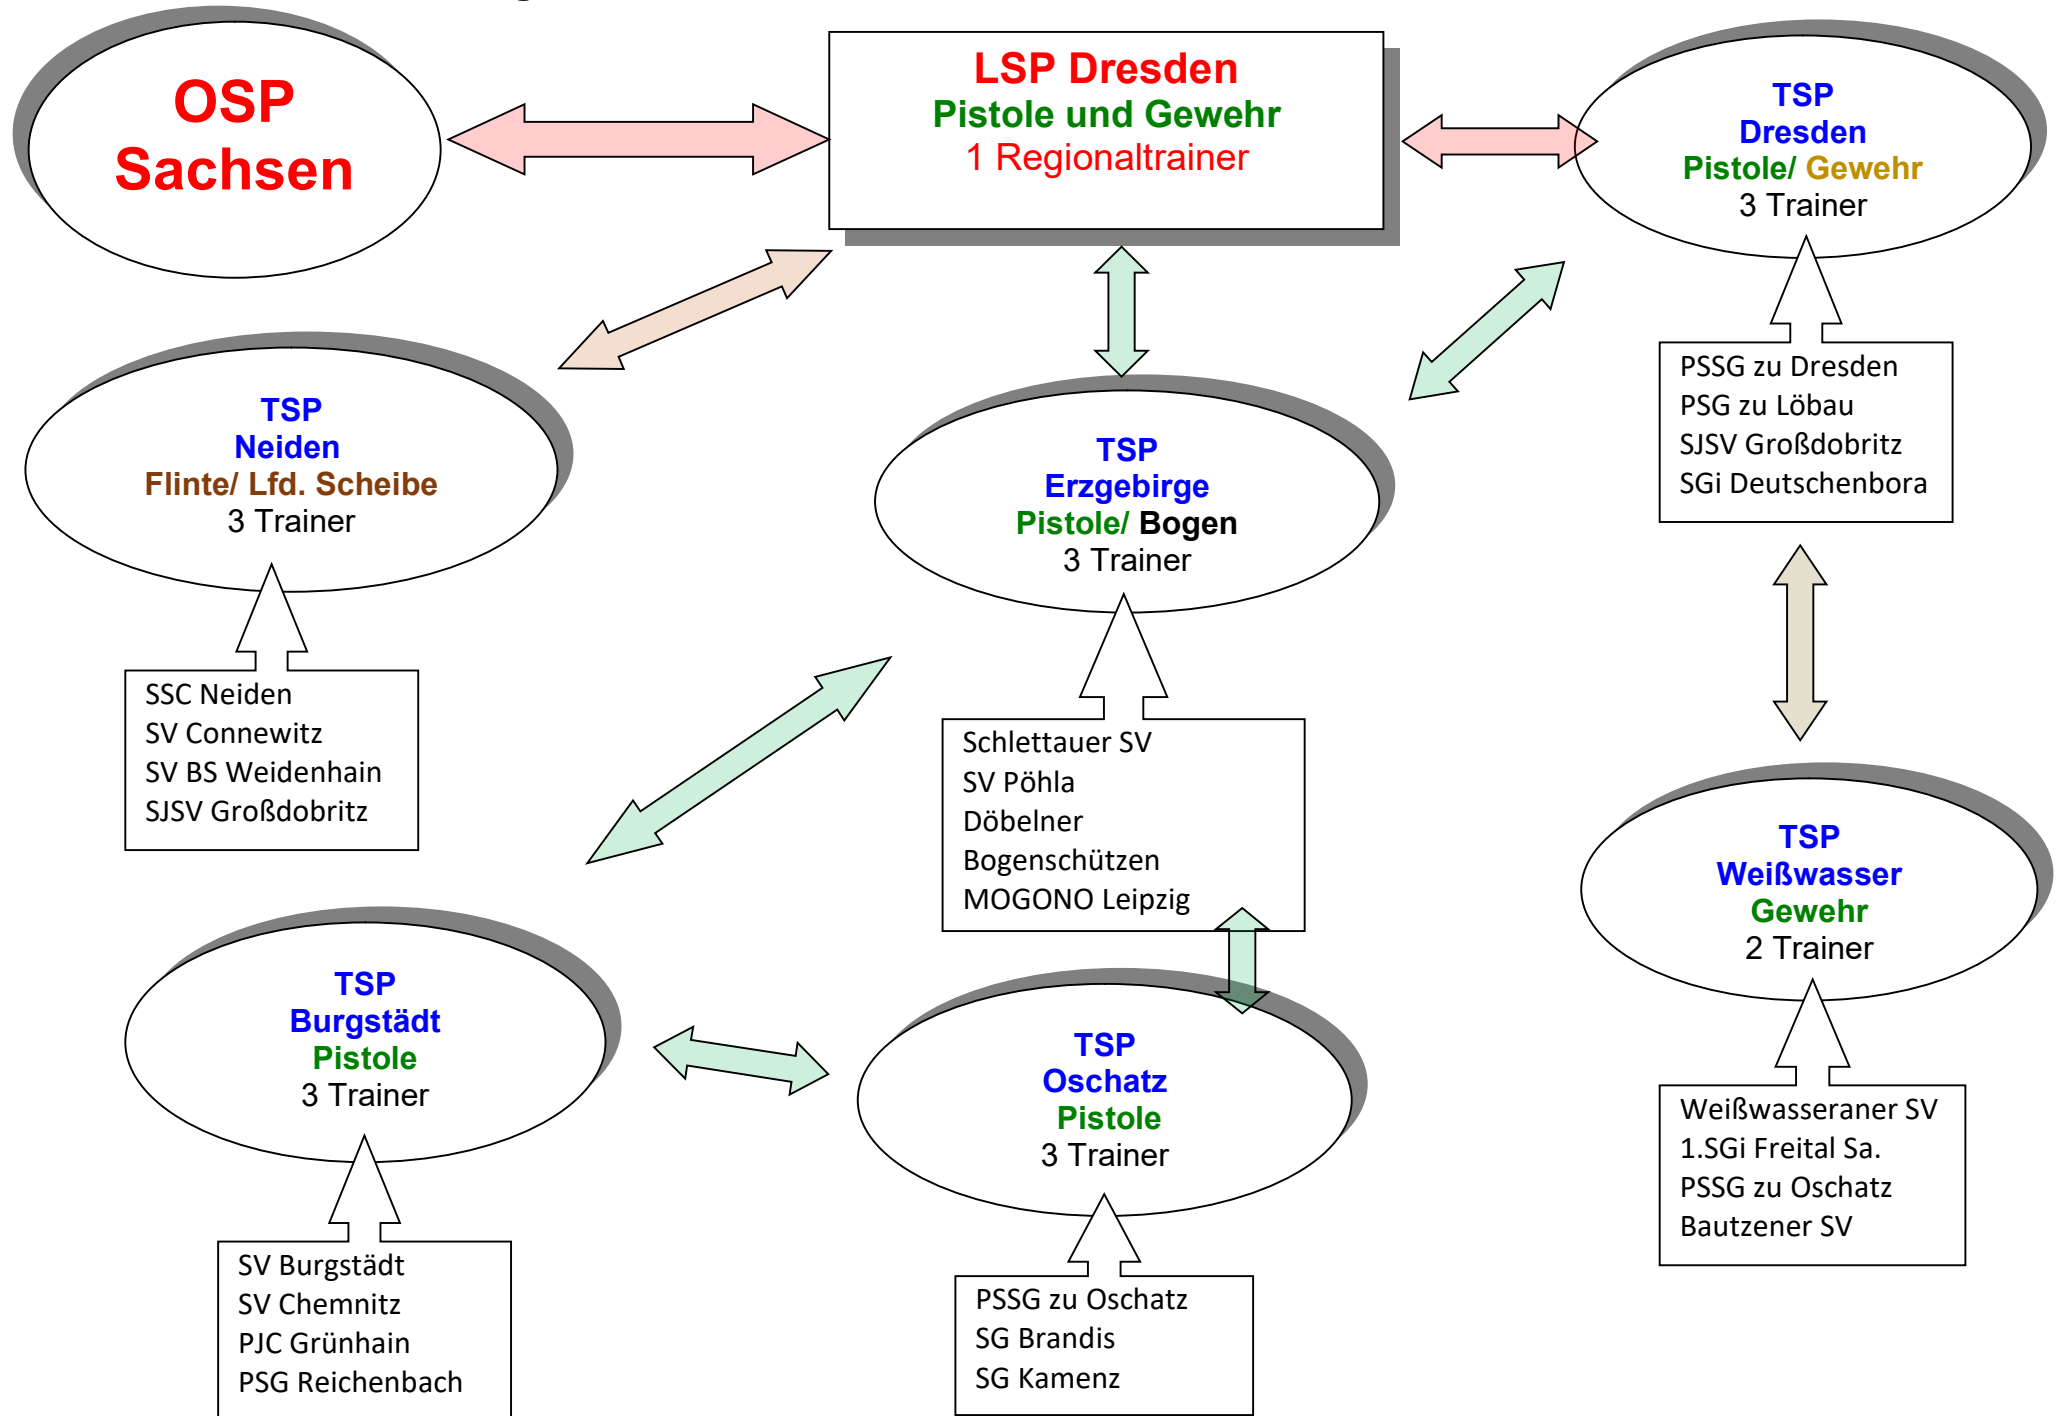 OSP
Sachsen
LSP Dresden
Pistole und Gewehr
1 Regionaltrainer
TSP
Dresden
Pistole/ Gewehr
3 Trainer
PSSG zu Dresden
PSG zu Löbau
SJSV Großdobritz
SGi Deutschenbora
TSP
Neiden
Flinte/ Lfd. Scheibe
3 Trainer
SSC Neiden
SV Connewitz
SV BS Weidenhain
SJSV Großdobritz
TSP
Erzgebirge
Pistole/ Bogen
3 Trainer
Schlettauer SV
SV Pöhla
Döbelner
Bogenschützen
MOGONO Leipzig
TSP
Weißwasser
Gewehr
2 Trainer
Weißwasseraner SV
1.SGi Freital Sa.
PSSG zu Oschatz
Bautzener SV
TSP
Burgstädt
Pistole
3 Trainer
SV Burgstädt
SV Chemnitz
PJC Grünhain
PSG Reichenbach
TSP
Oschatz
Pistole
3 Trainer
PSSG zu Oschatz
SG Brandis
SG Kamenz